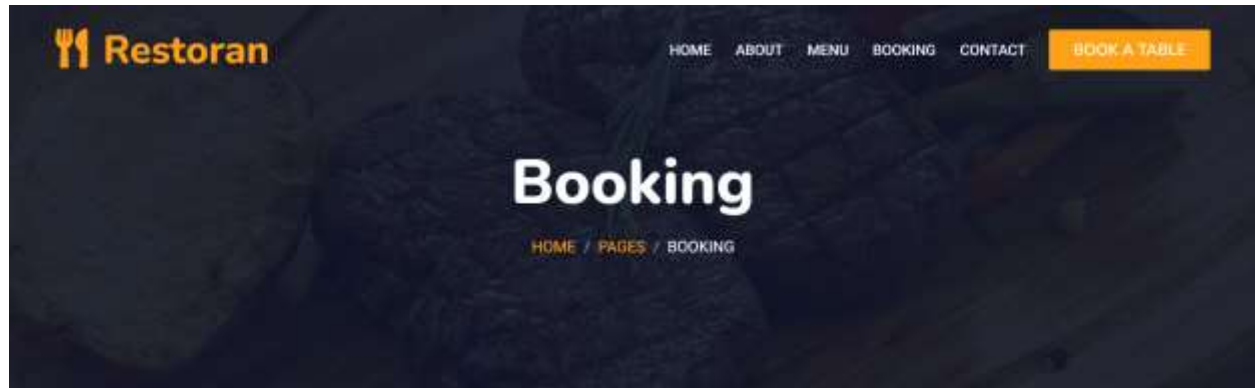 Restoran HOME ABOUT MENU BOOKING CONTACT BOOK A TABLE
Booking
HOME / PAGES / BOOKING